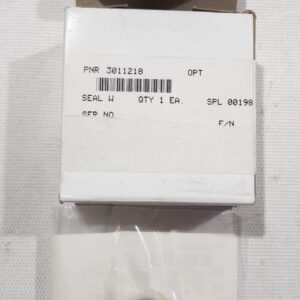 PNR 3011218 OPT
SEAL W QTY 1 EA. SPL 00198
SER NO
F/N